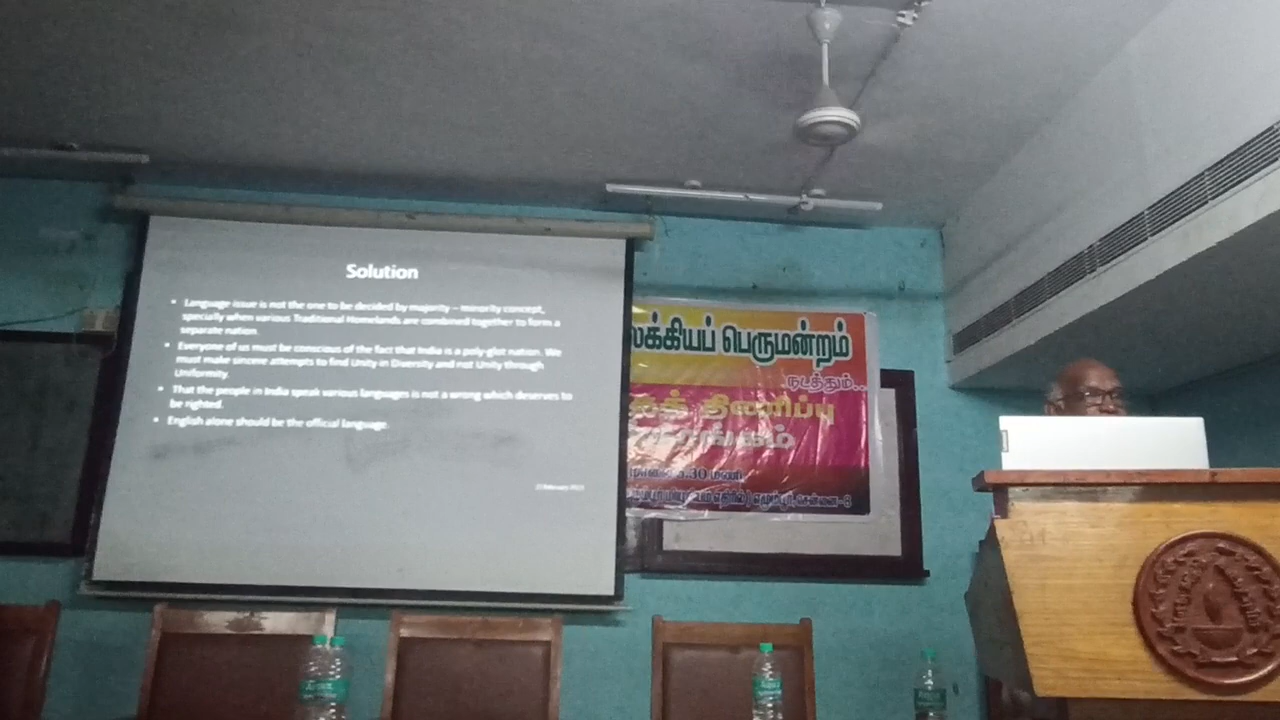 Solution
• Language issue is not the one to be decided by majority – minority concept,
specially when various Traditional Homelands are combined together to form a
separate nation.
• Everyone of us must be conscious of the fact that India is a poly-glot nation. We
must make sincere attempts to find Unity in Diversity and not Unity through
Uniformity.
• That the people in India speak various languages is not a wrong which deserves to
be righted.
• English alone should be the official language.
லக்கியப் பெருமன்றம்
நடத்தும்..
திணிப்பு
.30 மணி
எழும்பூர், சென்னை-8